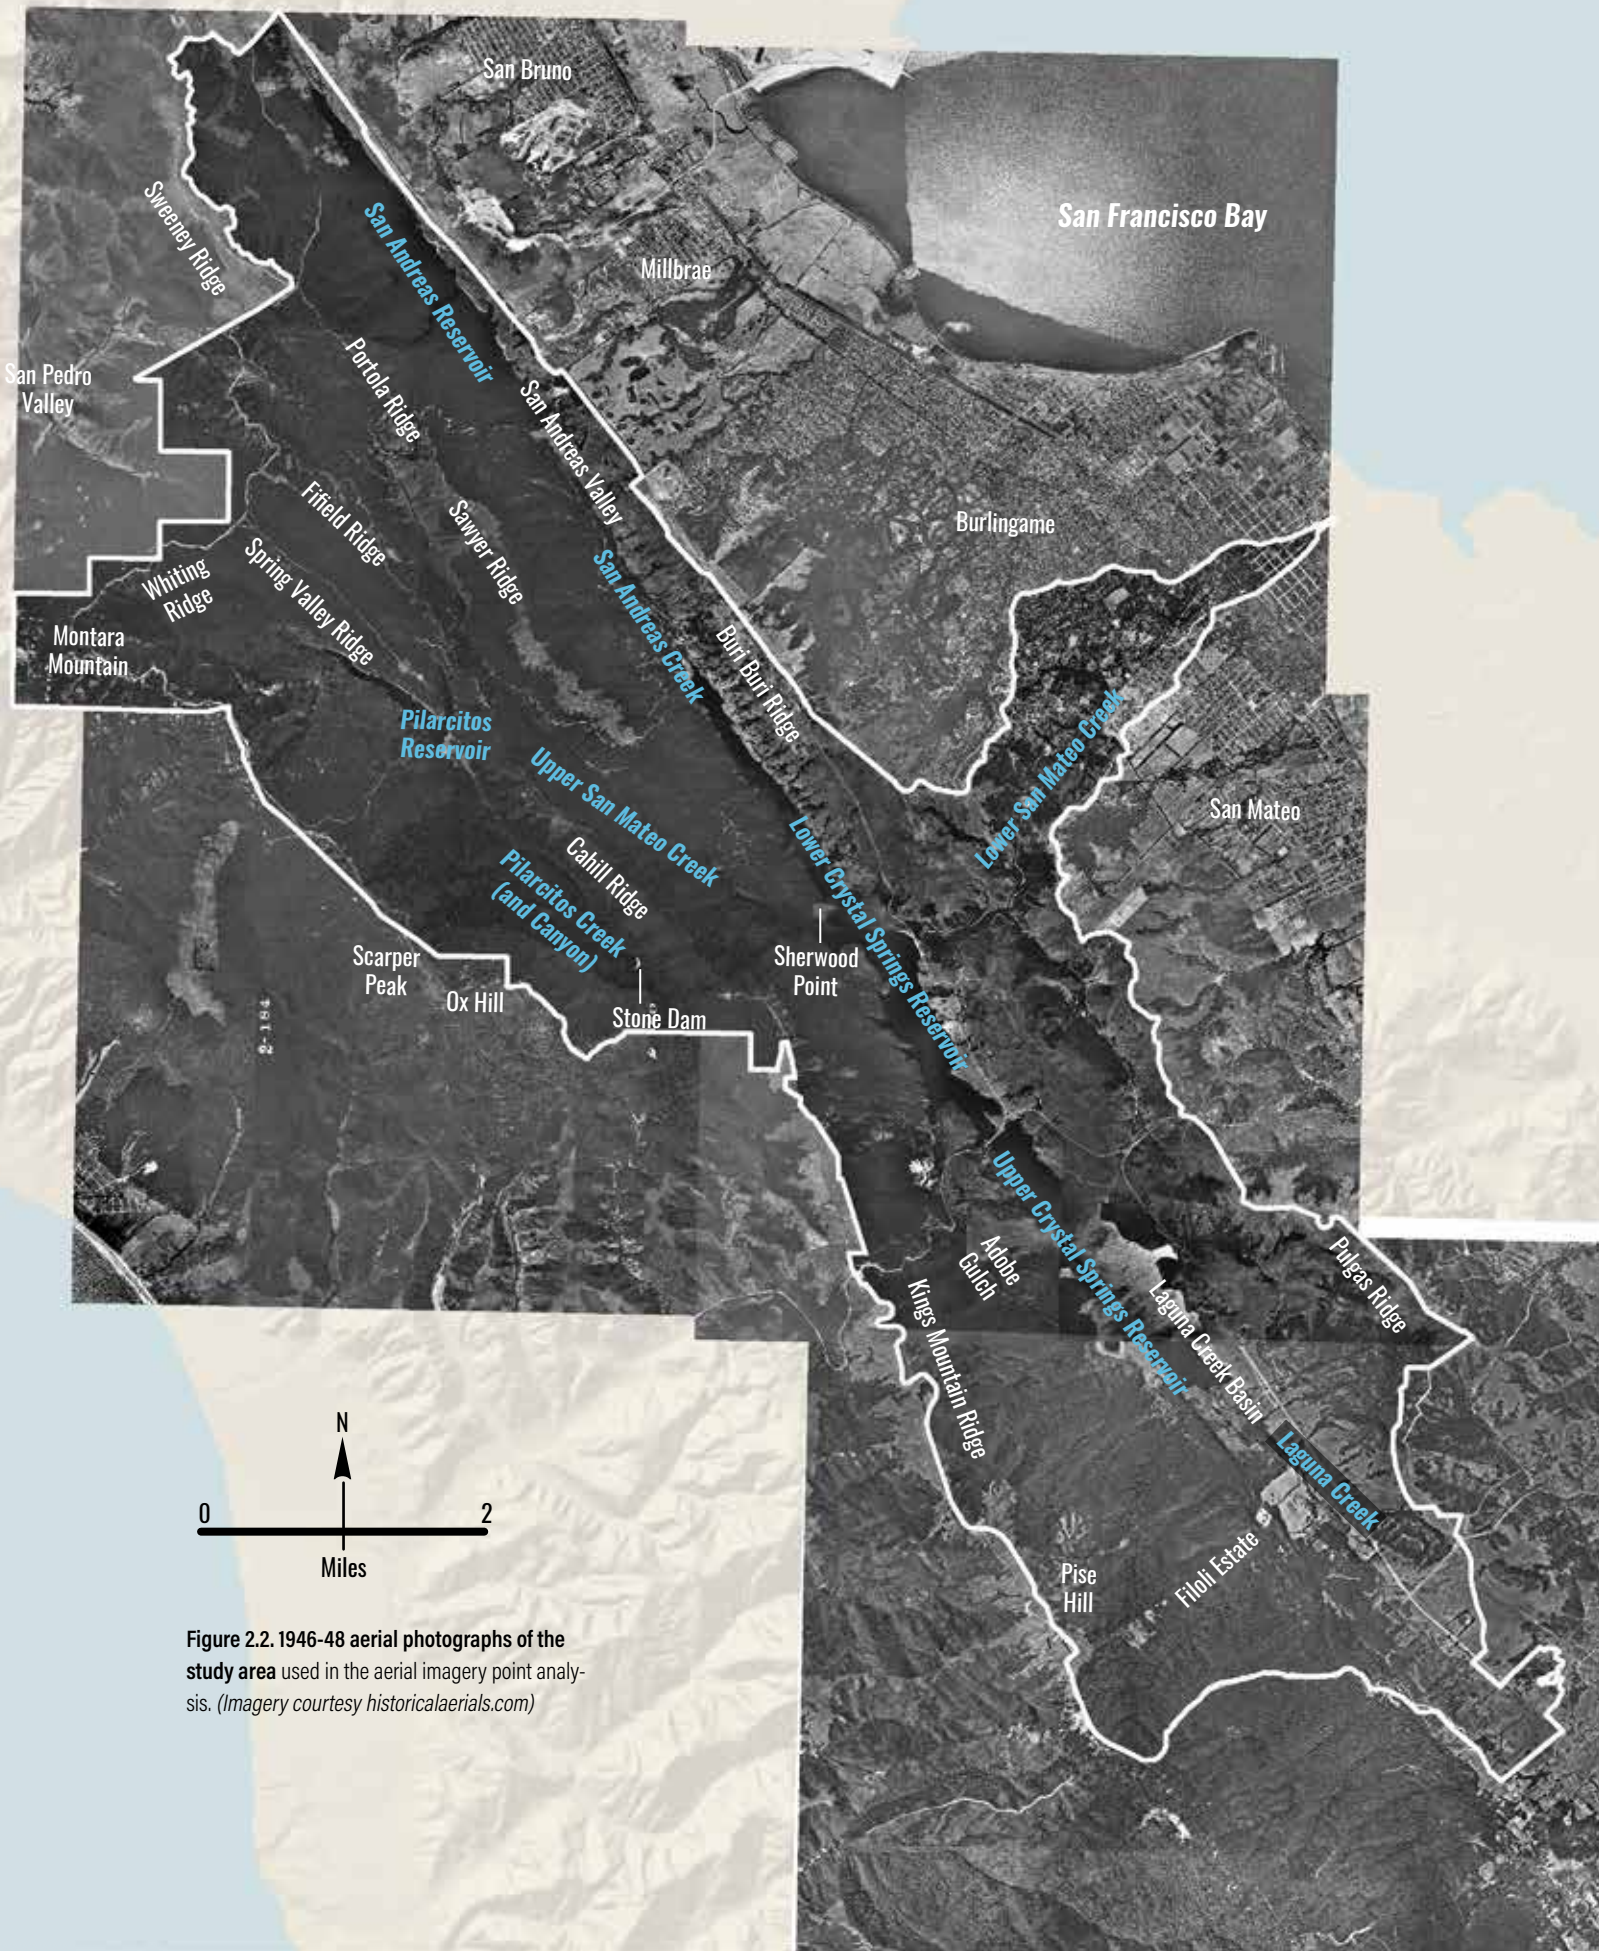 San Bruno
San Francisco Bay
Sweeney Ridge
San Andreas Reservoir
Millbrae
San Pedro
Valley
Portola Ridge
San Andreas Valley
Fifield Ridge
Sawyer Ridge
Burlingame
Whiting
Ridge
Spring Valley Ridge
San Andreas Creek
Montara
Mountain
Buri Buri Ridge
Pilarcitos
Reservoir
Upper San Mateo Creek
Lower San Mateo Creek
San Mateo
Cahill Ridge
Pilarcitos Creek
(and Canyon)
Lower Crystal Springs Reservoir
Scarper
Peak
Ox Hill
Sherwood
Point
Stone Dam
2-184
Upper Crystal Springs Reservoir
Adobe
Gulch
Kings Mountain Ridge
Laguna Creek Basin
Pulgas Ridge
Laguna Creek
Filoli Estate
Pise
Hill
N
0 2
Miles
Figure 2.2. 1946-48 aerial photographs of the
study area used in the aerial imagery point analy-
sis. (Imagery courtesy historicalaerials.com)